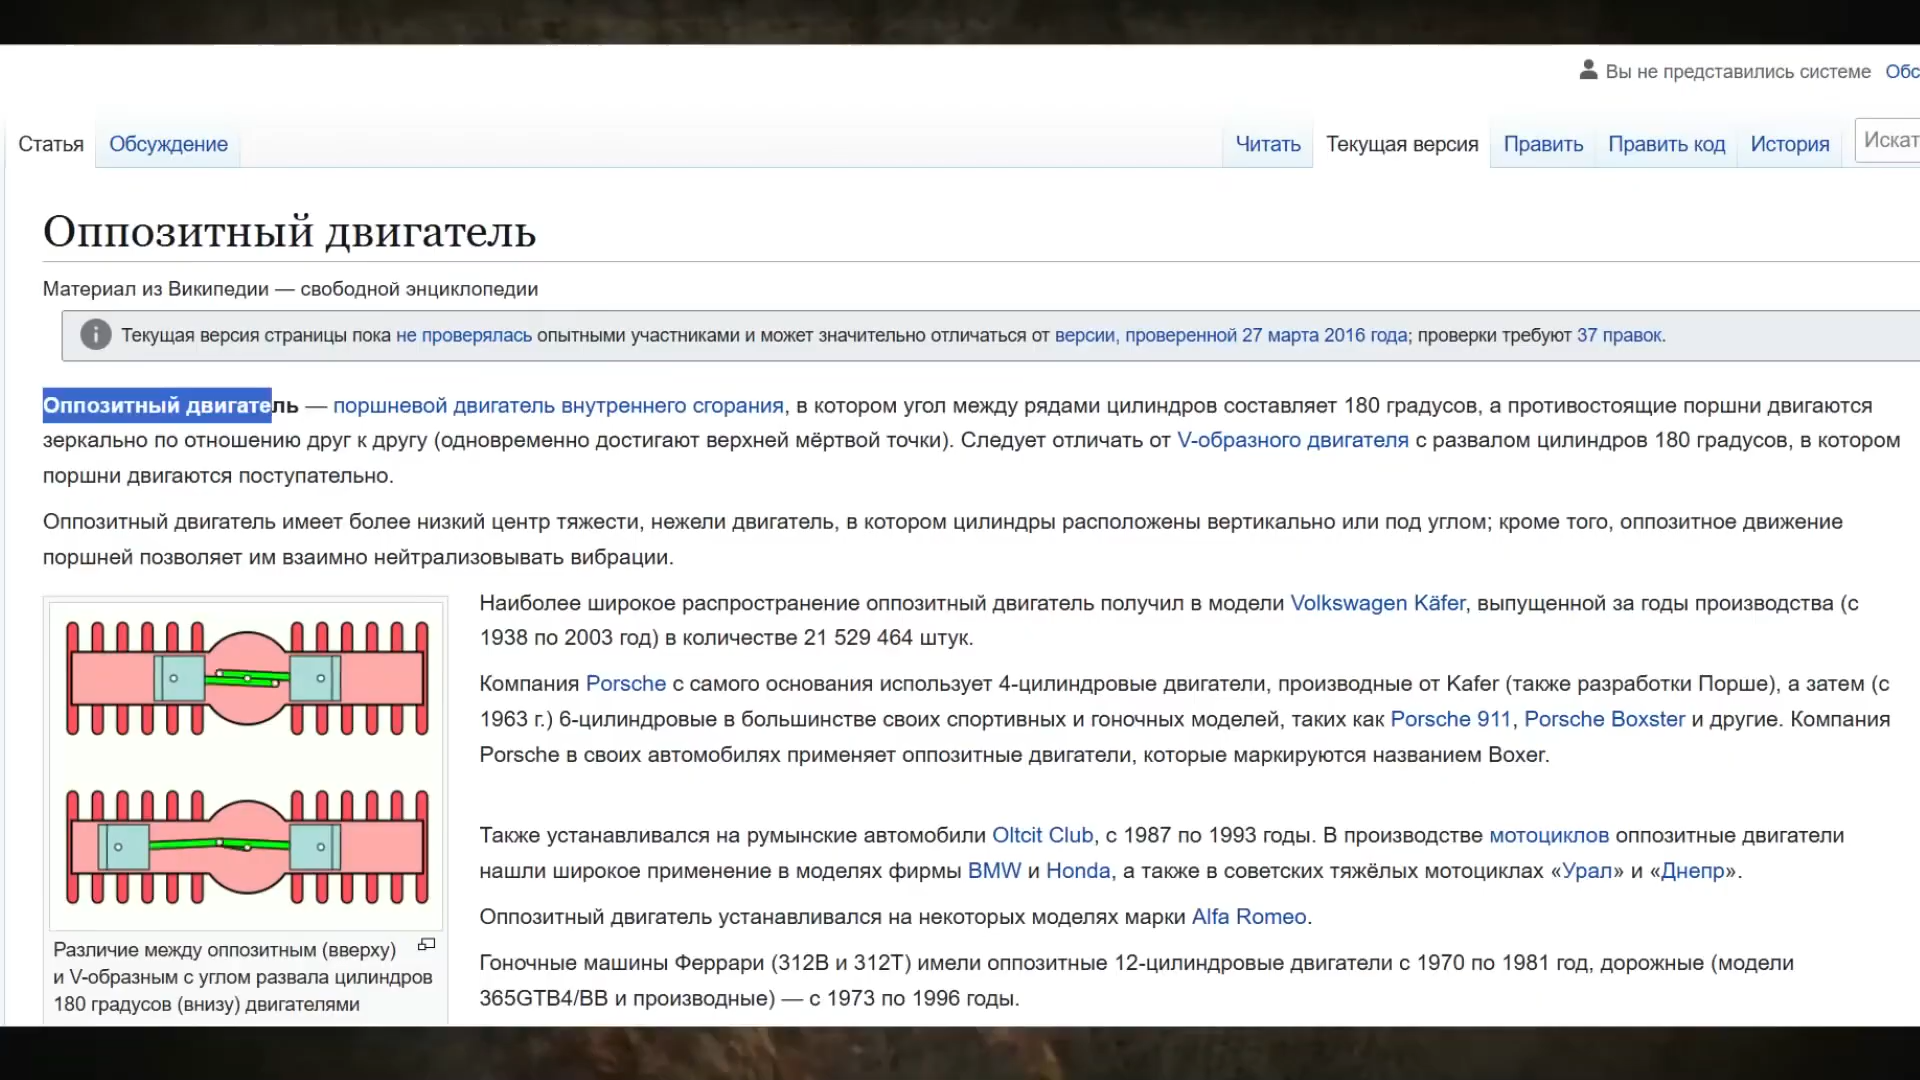 Вы не представились системе
Статья
Обсуждение
Читать
Текущая версия
Править
Править код
История
Оппозитный двигатель
Материал из Википедии — свободной энциклопедии
Текущая версия страницы пока не проверялась опытными участниками и может значительно отличаться от версии, проверенной 27 марта 2016 года; проверки требуют 37 правок.
Оппозитный двигатель — поршневой двигатель внутреннего сгорания, в котором угол между рядами цилиндров составляет 180 градусов, а противостоящие поршни двигаются
зеркально по отношению друг к другу (одновременно достигают верхней мёртвой точки). Следует отличать от V-образного двигателя с развалом цилиндров 180 градусов, в котором
поршни двигаются поступательно.
Оппозитный двигатель имеет более низкий центр тяжести, нежели двигатель, в котором цилиндры расположены вертикально или под углом; кроме того, оппозитное движение
поршней позволяет им взаимно нейтрализовывать вибрации.
Наиболее широкое распространение оппозитный двигатель получил в модели Volkswagen Käfer, выпущенной за годы производства (с
1938 по 2003 год) в количестве 21 529 464 штук.
Компания Porsche с самого основания использует 4-цилиндровые двигатели, производные от Kafer (также разработки Порше), а затем (с
1963 г.) 6-цилиндровые в большинстве своих спортивных и гоночных моделей, таких как Porsche 911, Porsche Boxster и другие. Компания
Porsche в своих автомобилях применяет оппозитные двигатели, которые маркируются названием Boxer.
Также устанавливался на румынские автомобили Oltcit Club, с 1987 по 1993 годы. В производстве мотоциклов оппозитные двигатели
нашли широкое применение в моделях фирмы BMW и Honda, а также в советских тяжёлых мотоциклах «Урал» и «Днепр».
Оппозитный двигатель устанавливался на некоторых моделях марки Alfa Romeo.
Гоночные машины Феррари (312B и 312T) имели оппозитные 12-цилиндровые двигатели с 1970 по 1981 год, дорожные (модели
365GTB4/BB и производные) — с 1973 по 1996 годы.
Различие между оппозитным (вверху)
и V-образным с углом развала цилиндров
180 градусов (внизу) двигателями